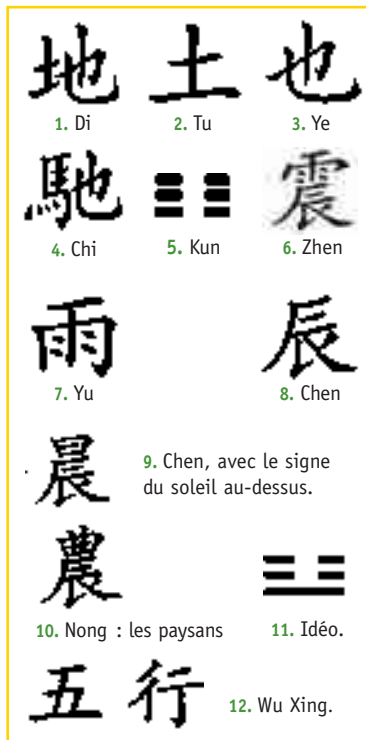 地 土 也
1. Di 2. Tu 3. Ye
馳 ☷ 震
4. Chi 5. Kun 6. Zhen
雨 辰
7. Yu 8. Chen
晨 9. Chen, avec le signe
du soleil au-dessus.
農 ☳
10. Nong : les paysans 11. Idéo.
五 行 12. Wu Xing.